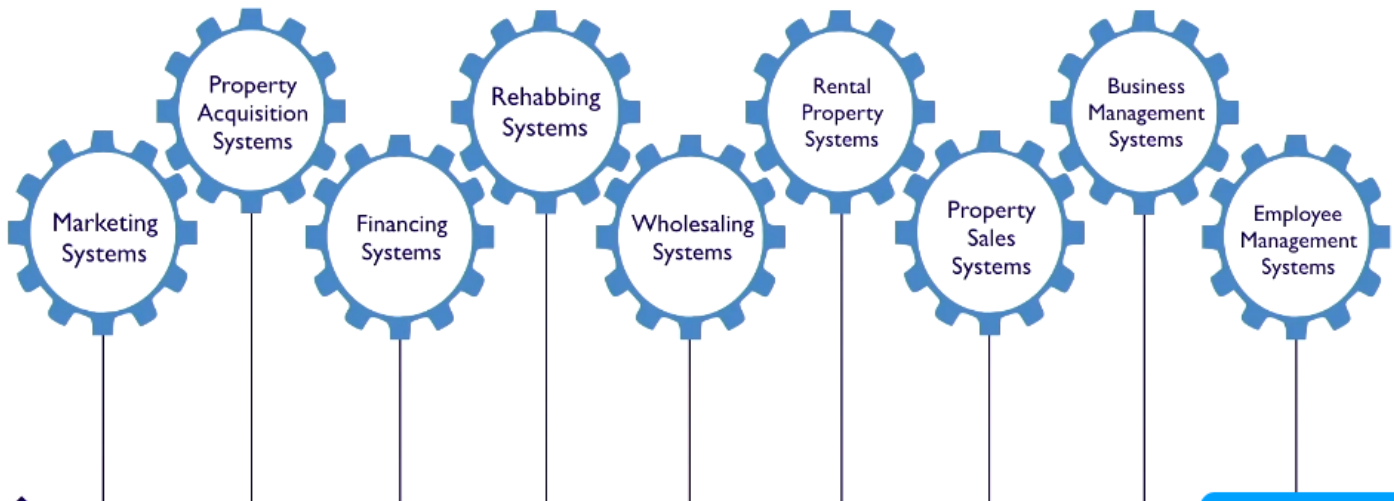 Marketing
Systems
Property
Acquisition
Systems
Financing
Systems
Rehabbing
Systems
Wholesaling
Systems
Rental
Property
Systems
Property
Sales
Systems
Business
Management
Systems
Employee
Management
Systems